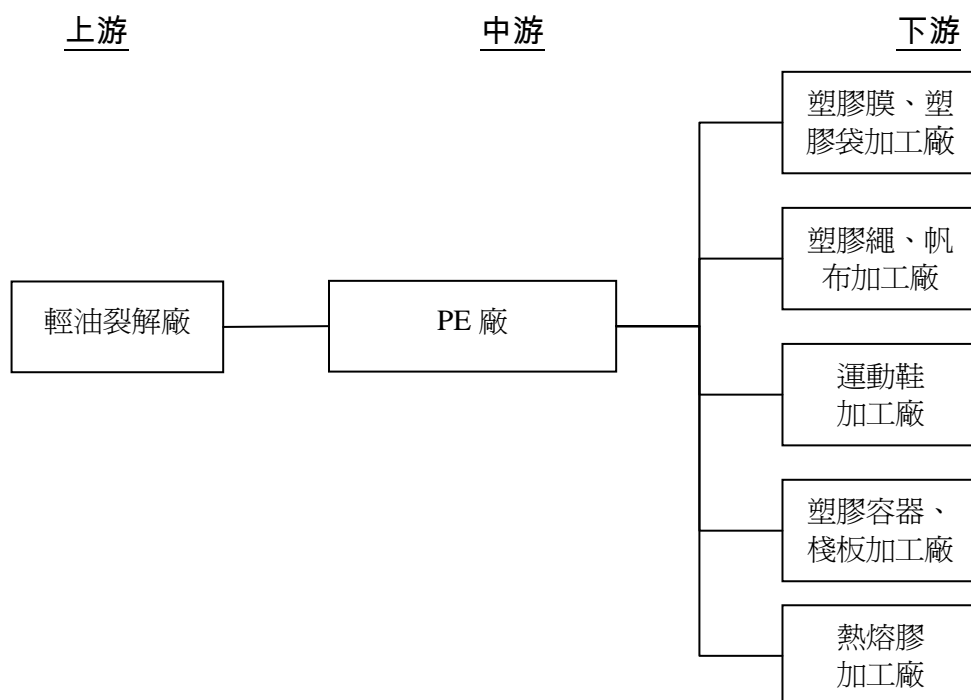 上游
中游
下游
塑膠膜、塑
膠袋加工廠
塑膠繩、帆
布加工廠
輕油裂解廠
PE 廠
運動鞋
加工廠
塑膠容器、
棧板加工廠
熱熔膠
加工廠